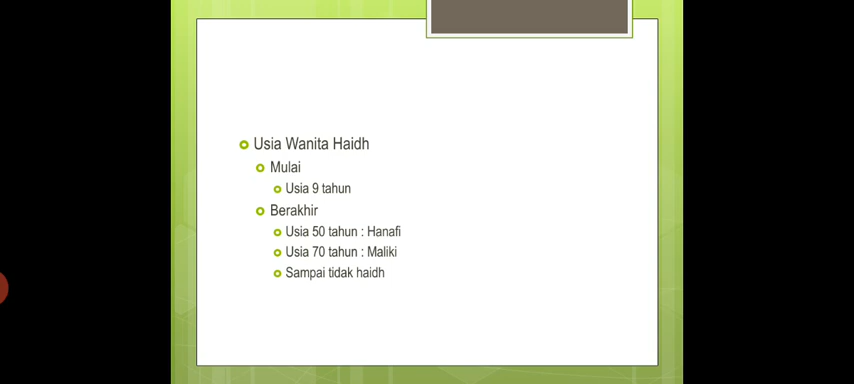 Usia Wanita Haidh
Mulai
Usia 9 tahun
Berakhir
Usia 50 tahun : Hanafi
Usia 70 tahun : Maliki
Sampai tidak haidh